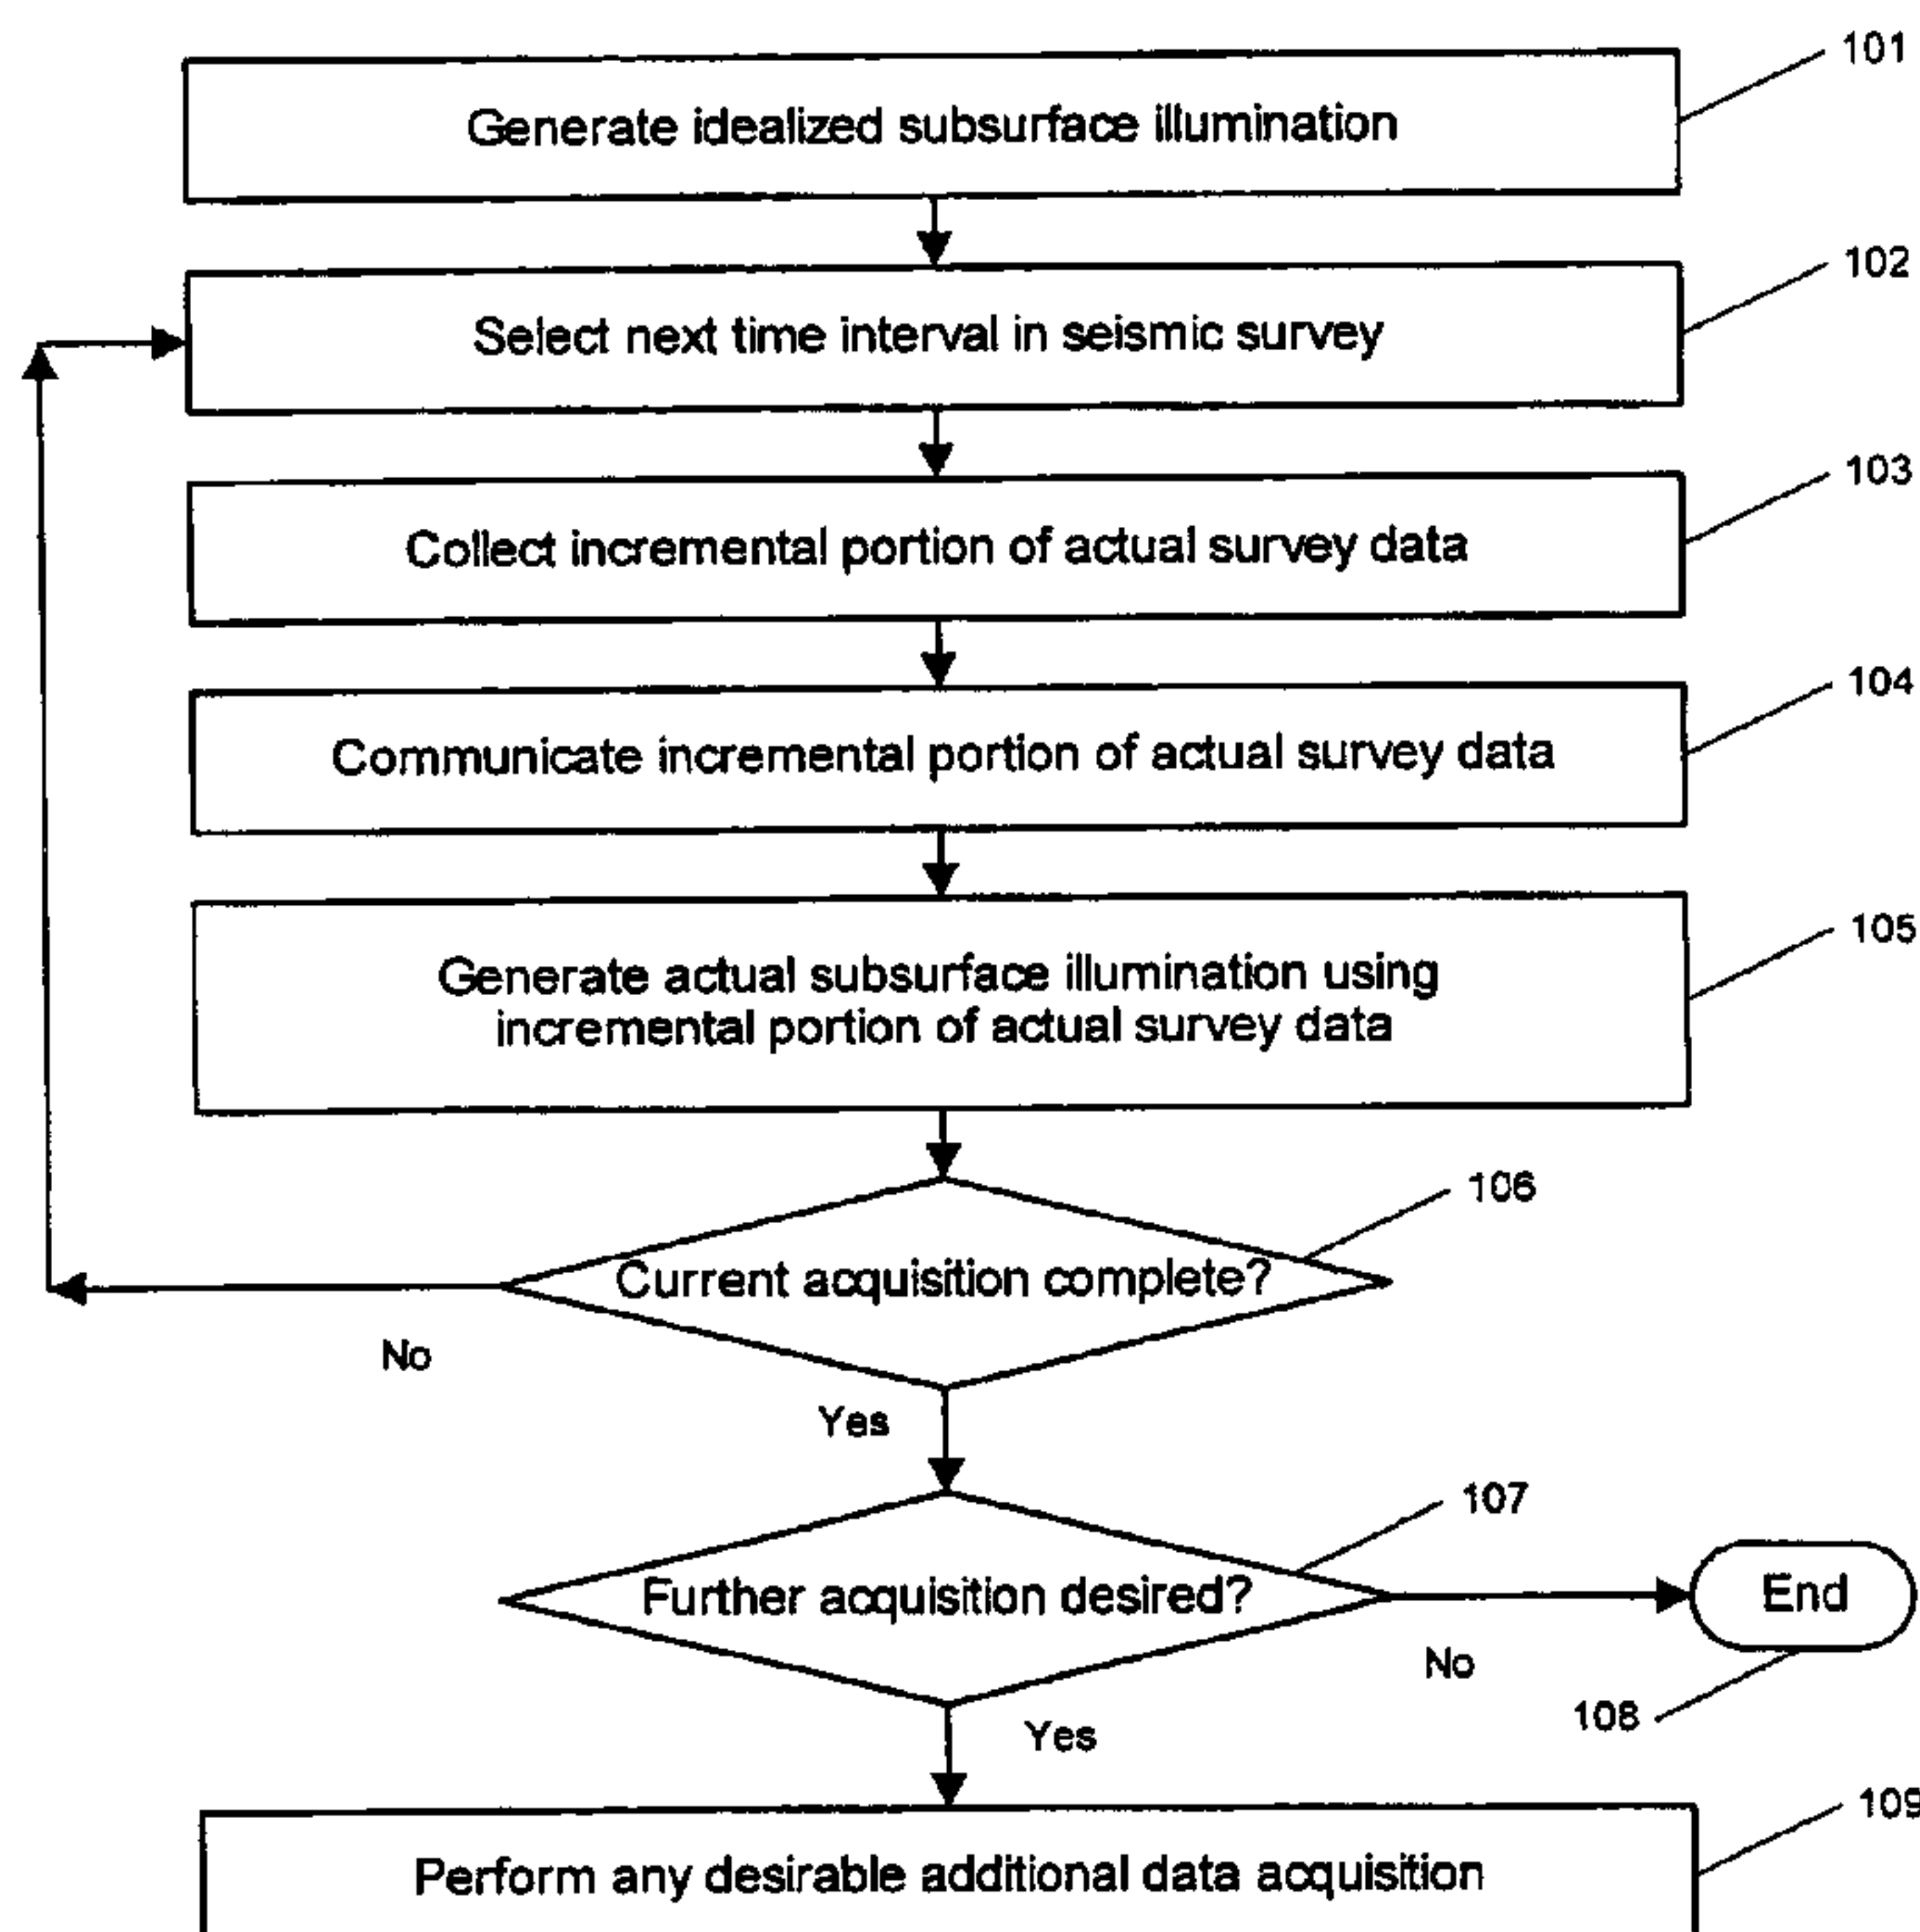 101
Generate idealized subsurface illumination
102
Select next time interval in seismic survey
103
Collect incremental portion of actual survey data
104
Communicate incremental portion of actual survey data
105
Generate actual subsurface illumination using
incremental portion of actual survey data
106
Current acquisition complete?
No
Yes
107
Further acquisition desired?
End
No
108
Yes
109
Perform any desirable additional data acquisition